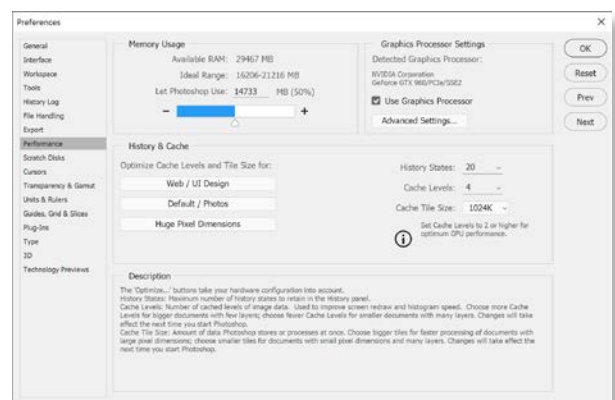 Preferences
General
Interface
Workspace
Tools
History Log
File Handling
Export
Performance
Scratch Disks
Cursors
Transparency & Gamut
Units & Rulers
Guides, Grid & Slices
Plug-Ins
Type
3D
Technology Previews
Memory Usage
Available RAM: 29467 MB
Ideal Range: 16206-21216 MB
Let Photoshop Use: 14733 MB (50%)
Graphics Processor Settings
Detected Graphics Processor:
NVIDIA Corporation
GeForce GTX 960/PCIe/SSE2
Use Graphics Processor
Advanced Settings...
OK
Reset
Prev
Next
History & Cache
Optimize Cache Levels and Tile Size for:
Web / UI Design
Default / Photos
Huge Pixel Dimensions
History States: 20
Cache Levels: 4
Cache Tile Size: 1024K
Set Cache Levels to 2 or higher for
optimum GPU performance.
Description
The 'Optimize...' buttons take your hardware configuration into account.
History States: Maximum number of history states to retain in the History panel.
Cache Levels: Number of cached levels of image data. Used to improve screen redraw and histogram speed. Choose more Cache
Levels for bigger documents with few layers; choose fewer Cache Levels for smaller documents with many layers. Changes will take
effect the next time you start Photoshop.
Cache Tile Size: Amount of data Photoshop stores or processes at once. Choose bigger tiles for faster processing of documents with
large pixel dimensions; choose smaller tiles for documents with small pixel dimensions and many layers. Changes will take effect the
next time you start Photoshop.